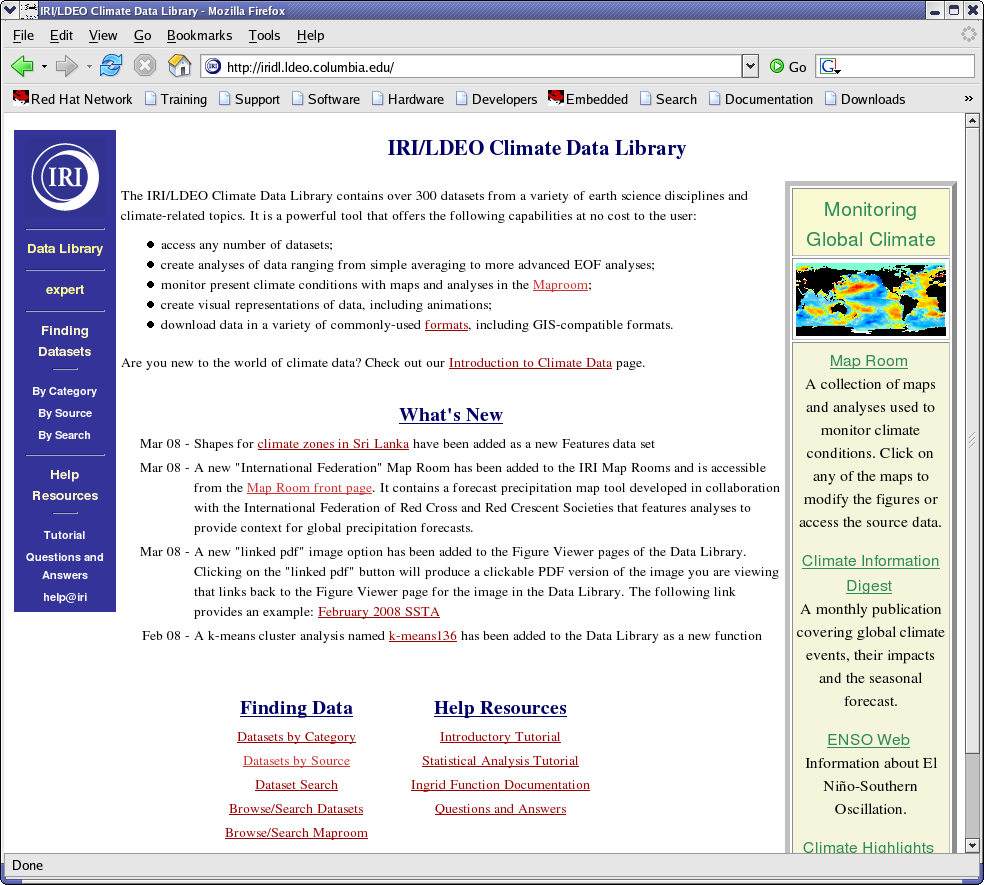 IRI/LDEO Climate Data Library - Mozilla Firefox
File Edit View Go Bookmarks Tools Help
http://iridl.ldeo.columbia.edu/ Go G
Red Hat Network Training Support Software Hardware Developers Embedded Search Documentation Downloads »
IRI
Data Library
expert
Finding
Datasets
By Category
By Source
By Search
Help
Resources
Tutorial
Questions and
Answers
help@iri
IRI/LDEO Climate Data Library
The IRI/LDEO Climate Data Library contains over 300 datasets from a variety of earth science disciplines and
climate-related topics. It is a powerful tool that offers the following capabilities at no cost to the user:
● access any number of datasets;
● create analyses of data ranging from simple averaging to more advanced EOF analyses;
● monitor present climate conditions with maps and analyses in the Maproom;
● create visual representations of data, including animations;
● download data in a variety of commonly-used formats, including GIS-compatible formats.
Are you new to the world of climate data? Check out our Introduction to Climate Data page.
What's New
Mar 08 - Shapes for climate zones in Sri Lanka have been added as a new Features data set
Mar 08 - A new "International Federation" Map Room has been added to the IRI Map Rooms and is accessible
from the Map Room front page. It contains a forecast precipitation map tool developed in collaboration
with the International Federation of Red Cross and Red Crescent Societies that features analyses to
provide context for global precipitation forecasts.
Mar 08 - A new "linked pdf" image option has been added to the Figure Viewer pages of the Data Library.
Clicking on the "linked pdf" button will produce a clickable PDF version of the image you are viewing
that links back to the Figure Viewer page for the image in the Data Library. The following link
provides an example: February 2008 SSTA
Feb 08 - A k-means cluster analysis named k-means136 has been added to the Data Library as a new function
Finding Data
Datasets by Category
Datasets by Source
Dataset Search
Browse/Search Datasets
Browse/Search Maproom
Help Resources
Introductory Tutorial
Statistical Analysis Tutorial
Ingrid Function Documentation
Questions and Answers
Monitoring
Global Climate
Map Room
A collection of maps
and analyses used to
monitor climate
conditions. Click on
any of the maps to
modify the figures or
access the source data.
Climate Information
Digest
A monthly publication
covering global climate
events, their impacts
and the seasonal
forecast.
ENSO Web
Information about El
Niño-Southern
Oscillation.
Climate Highlights
Done